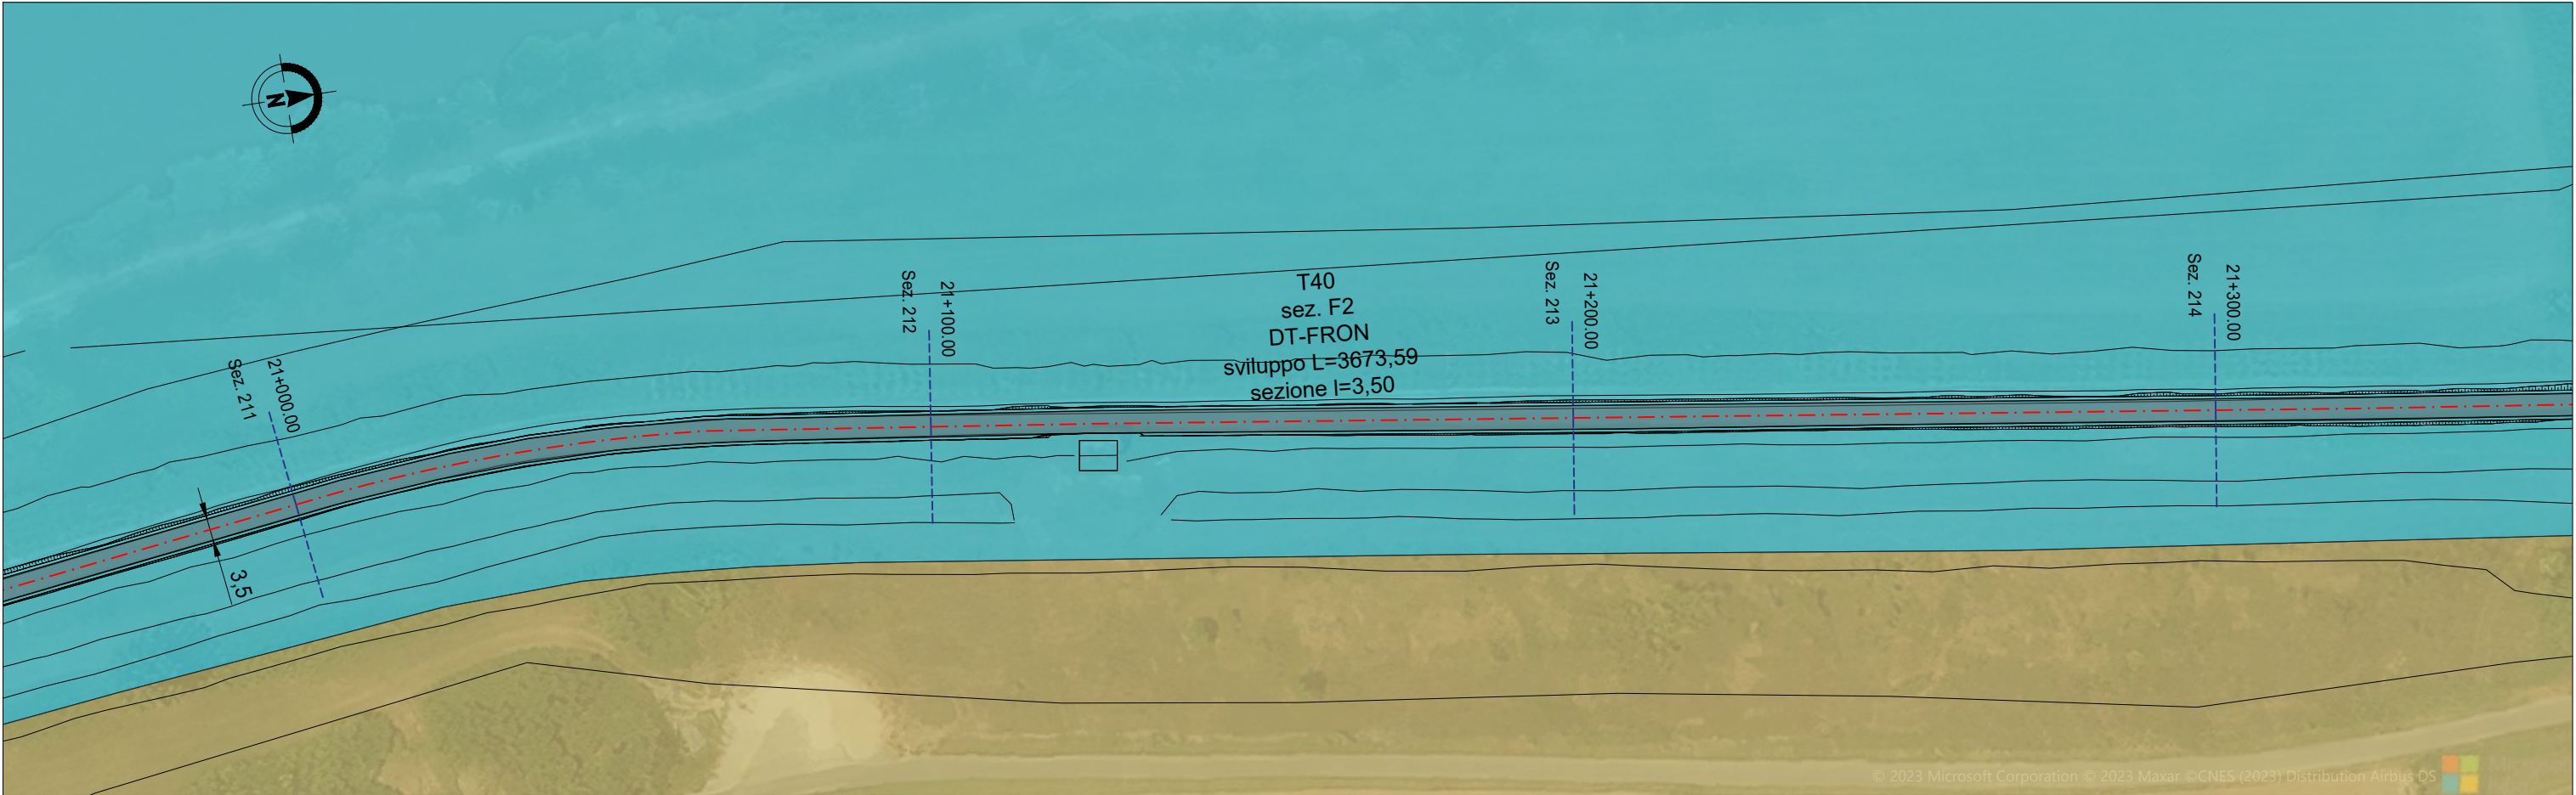 N
Sez. 211
21+000.00
3,5
Sez. 212
21+100.00
T40
sez. F2
DT-FRON
sviluppo L=3673,59
sezione l=3,50
Sez. 213
21+200.00
Sez. 214
21+300.00
© 2023 Microsoft Corporation © 2023 Maxar ©CNES (2023) Distribution Airbus DS